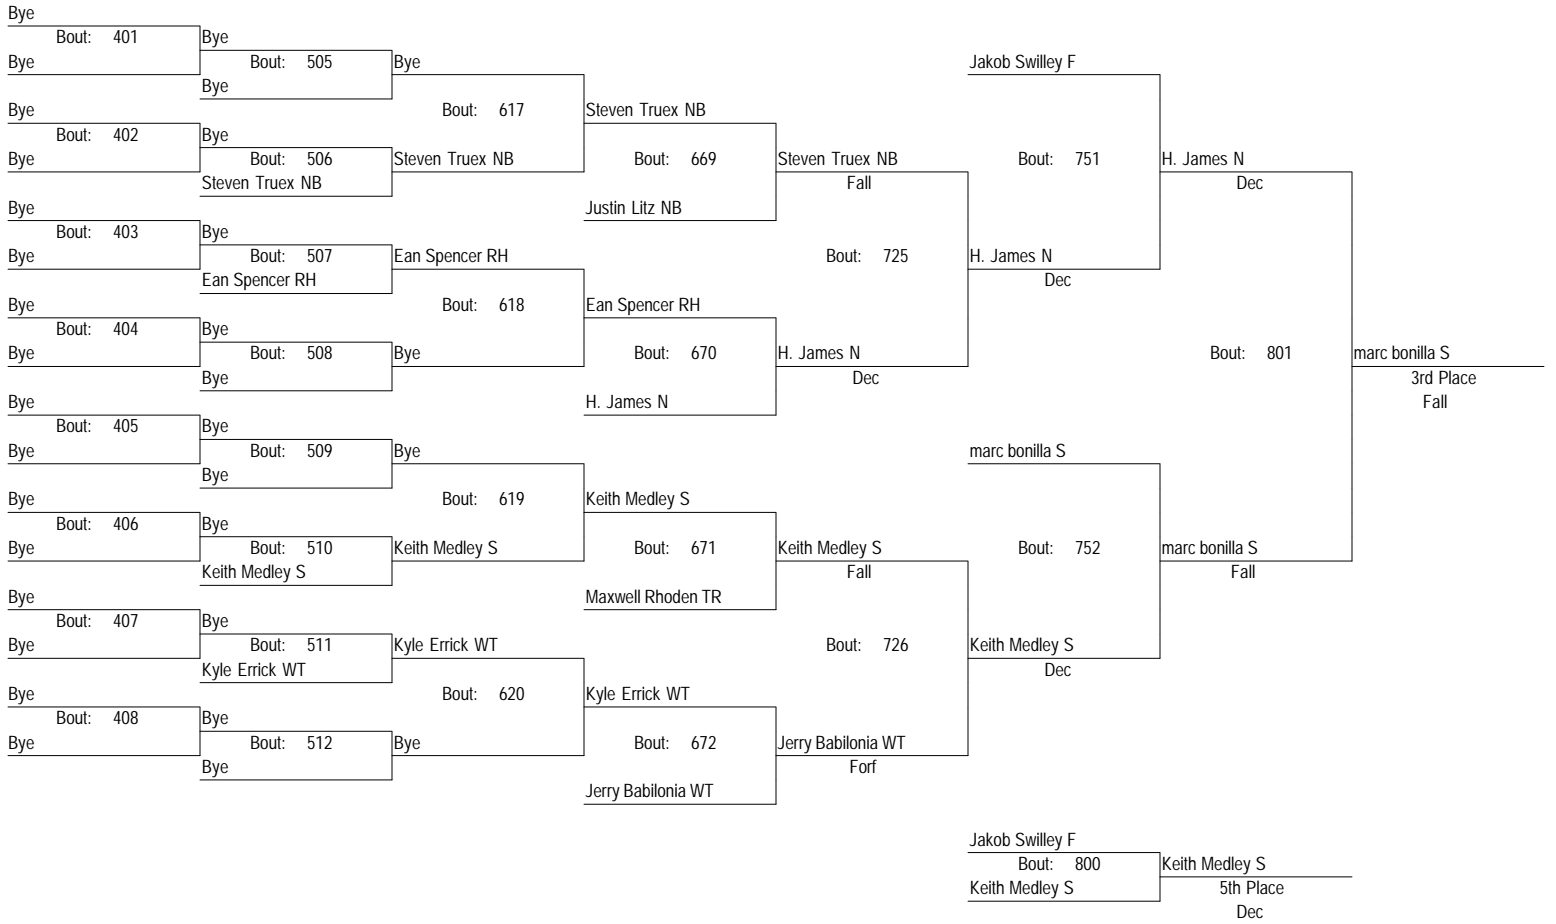 Bye
Bout: 401 Bye
Bye Bout: 505 Bye Jakob Swilley F
Bye
Bye Bout: 617 Steven Truex NB
Bout: 402 Bye
Bye Bout: 506 Steven Truex NB Bout: 669 Steven Truex NB Bout: 751 H. James N
Steven Truex NB Fall Dec
Bye Justin Litz NB
Bout: 403 Bye
Bye Bout: 507 Ean Spencer RH Bout: 725 H. James N
Ean Spencer RH Dec
Bye Bout: 618 Ean Spencer RH
Bout: 404 Bye
Bye Bout: 508 Bye Bout: 670 H. James N Bout: 801 marc bonilla S
Bye Dec 3rd Place
Bye H. James N Fall
Bout: 405 Bye
Bye Bout: 509 Bye marc bonilla S
Bye
Bye Bout: 619 Keith Medley S
Bout: 406 Bye
Bye Bout: 510 Keith Medley S Bout: 671 Keith Medley S Bout: 752 marc bonilla S
Keith Medley S Fall Fall
Bye Maxwell Rhoden TR
Bout: 407 Bye
Bye Bout: 511 Kyle Errick WT Bout: 726 Keith Medley S
Kyle Errick WT Dec
Bye Bout: 620 Kyle Errick WT
Bout: 408 Bye
Bye Bout: 512 Bye Bout: 672 Jerry Babilonia WT
Bye Forf
Jerry Babilonia WT
Jakob Swilley F
Bout: 800 Keith Medley S
Keith Medley S 5th Place
Dec